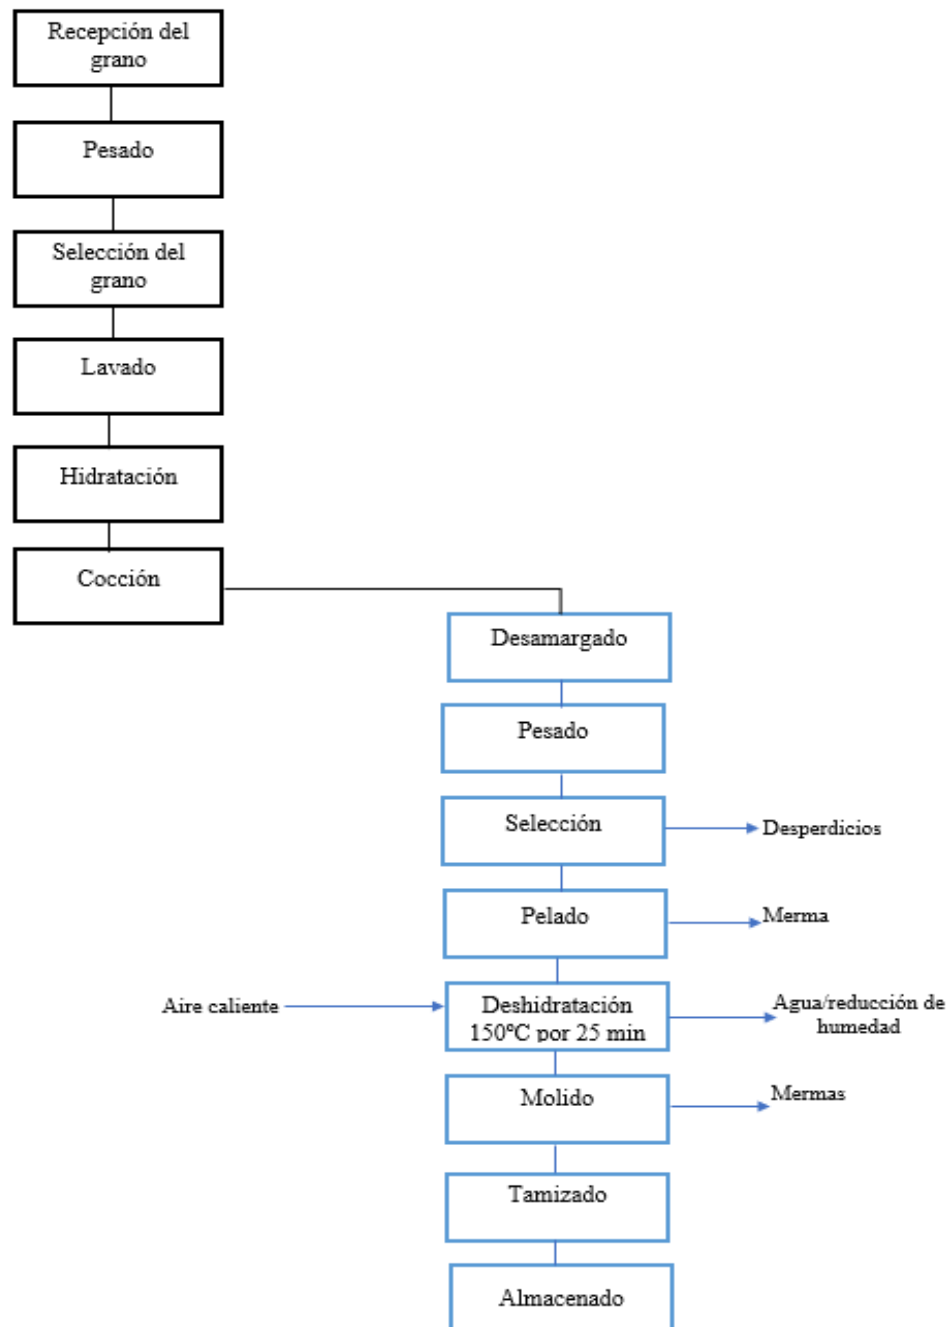 Recepción del
grano
Pesado
Selección del
grano
Lavado
Hidratación
Cocción
Desamargado
Pesado
Selección
Desperdicios
Pelado
Merma
Aire caliente
Deshidratación
150°C por 25 min
Agua/reducción de
humedad
Molido
Mermas
Tamizado
Almacenado